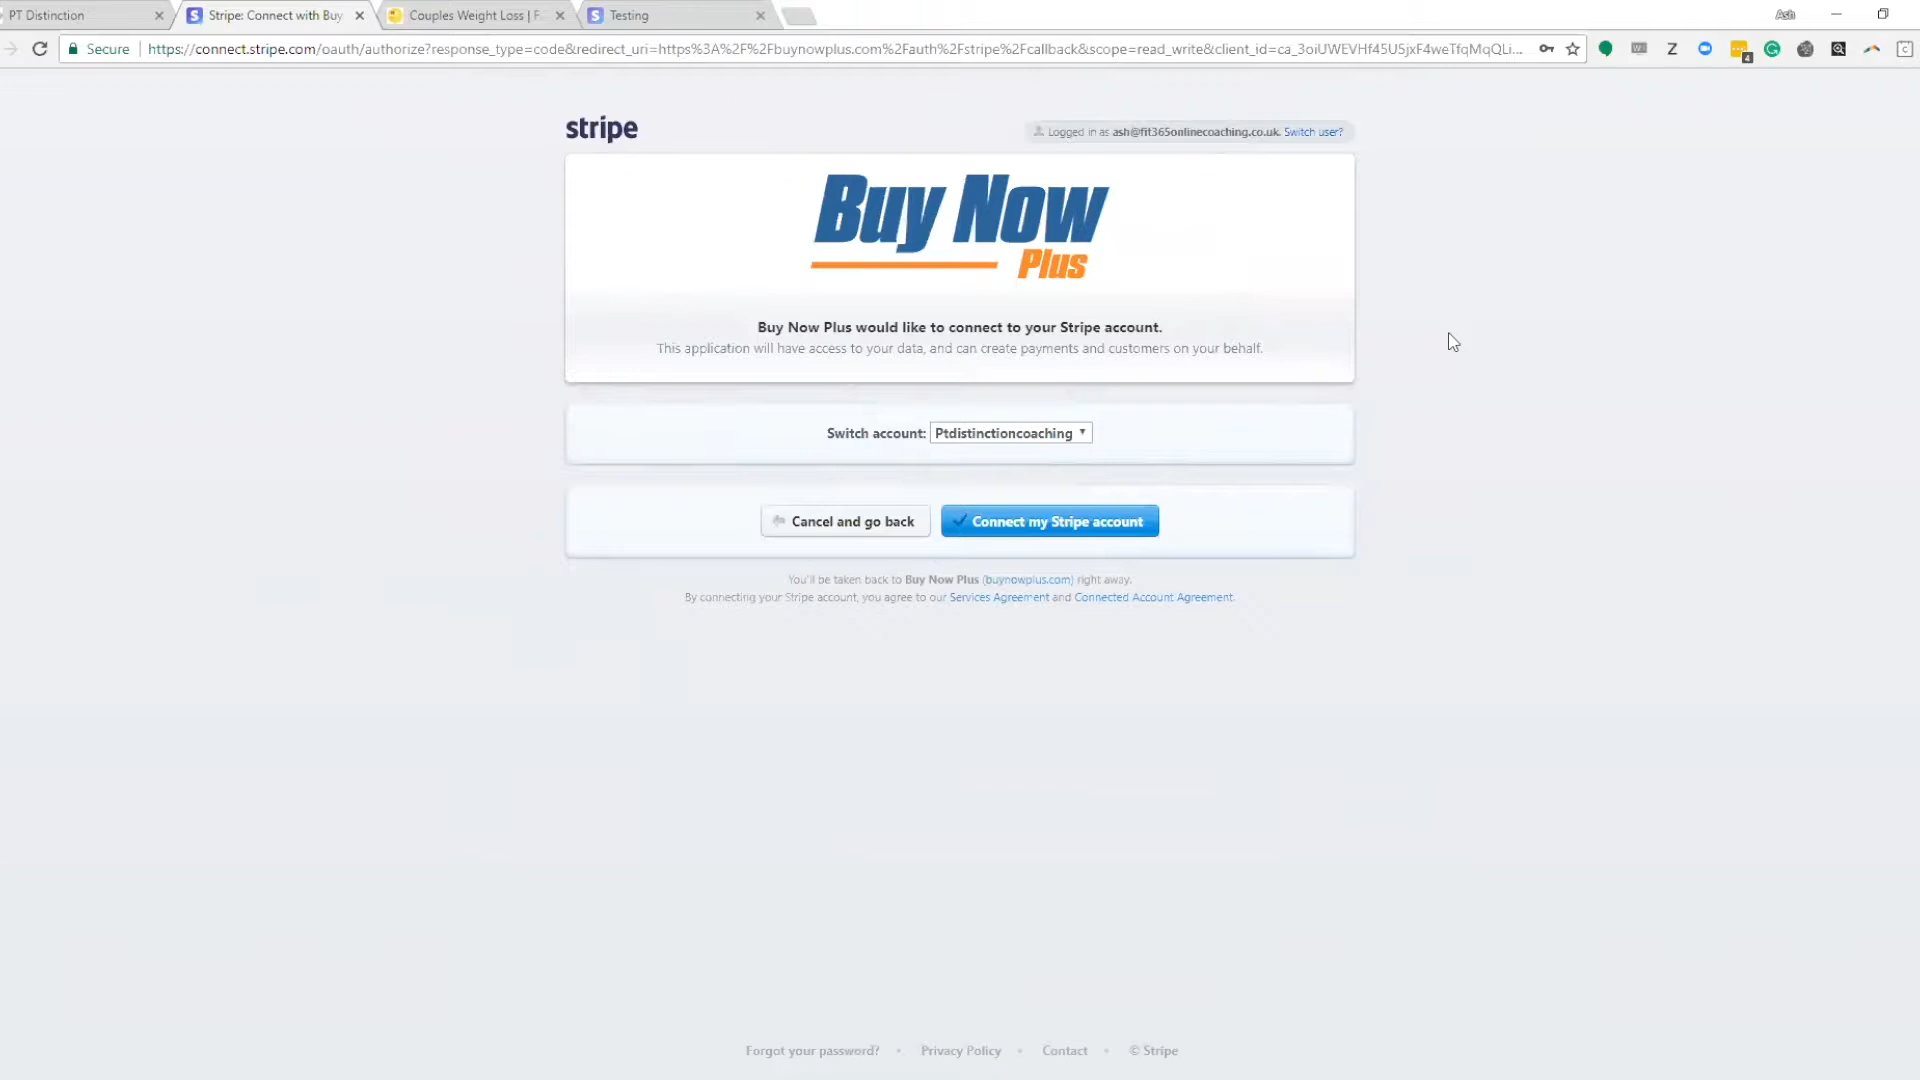 PT Distinction
Stripe: Connect with Buy
Couples Weight Loss | F
Testing
Ash
Secure
https://connect.stripe.com/oauth/authorize?response_type=code&redirect_uri=https%3A%2F%2Fbuynowplus.com%2Fauth%2Fstripe%2Fcallback&scope=read_write&client_id=ca_3oiUWEVHf45U5jxF4weTfqMqQLi...
stripe
Logged in as ash@fit365onlinecoaching.co.uk. Switch user?
Buy Now
Plus
Buy Now Plus would like to connect to your Stripe account.
This application will have access to your data, and can create payments and customers on your behalf.
Switch account: Ptdistinctioncoaching
Cancel and go back
Connect my Stripe account
You'll be taken back to Buy Now Plus (buynowplus.com) right away.
By connecting your Stripe account, you agree to our Services Agreement and Connected Account Agreement.
Forgot your password? • Privacy Policy • Contact • © Stripe